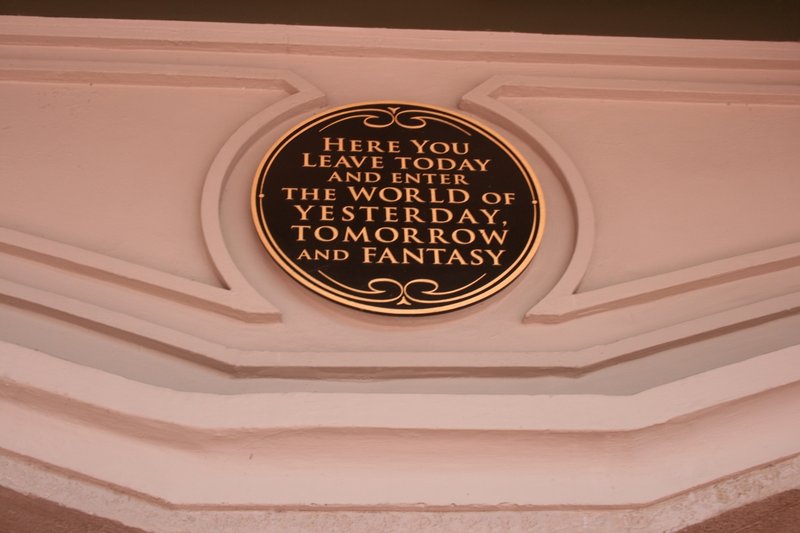 Here You
Leave today
and enter
the World of
Yesterday,
Tomorrow
and Fantasy